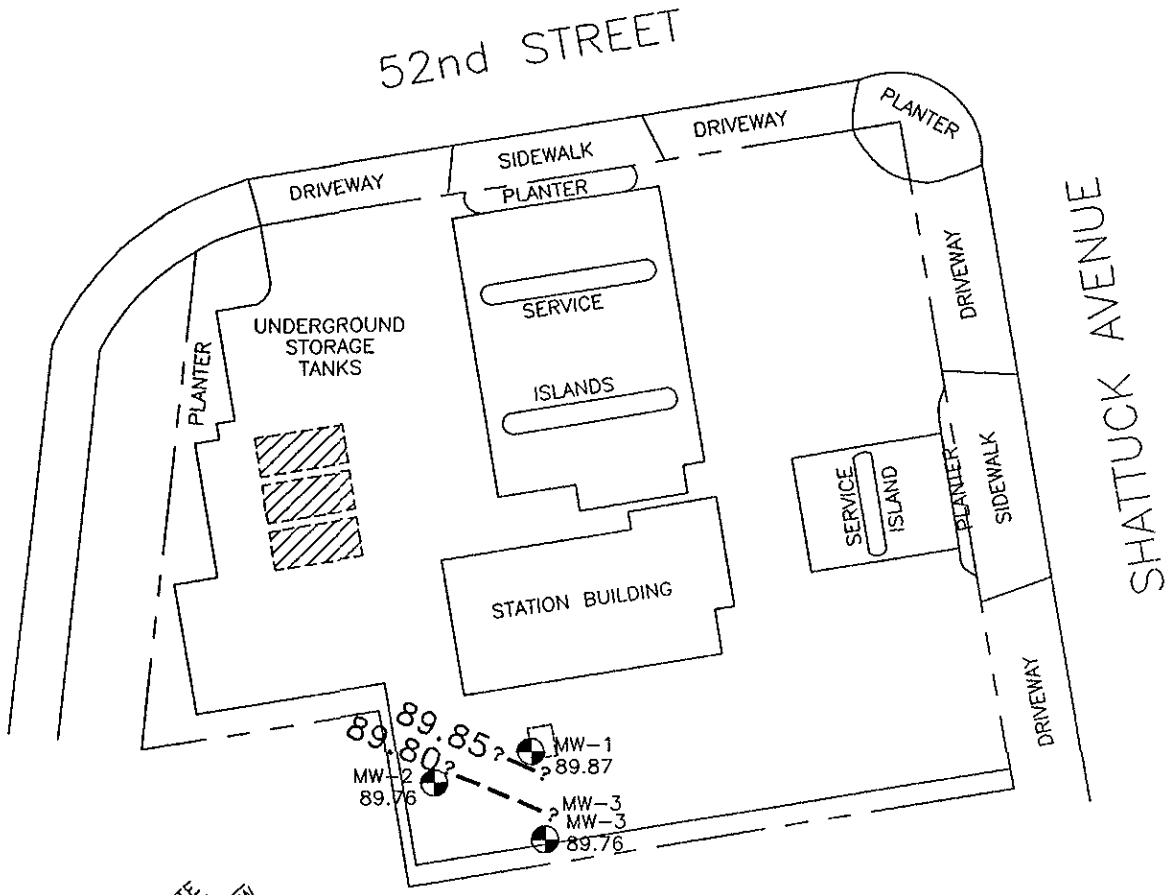 52nd STREET
PLANTER
DRIVEWAY
SIDEWALK
PLANTER
DRIVEWAY
SHATTUCK AVENUE
DRIVEWAY
SERVICE
UNDERGROUND
STORAGE
TANKS
PLANTER
ISLANDS
SERVICE
ISLAND
PLANTER
SIDEWALK
STATION BUILDING
DRIVEWAY
89.85?
?
89.80?
?
MW-1
89.87
MW-2
89.76
MW-3
MW-3
89.76